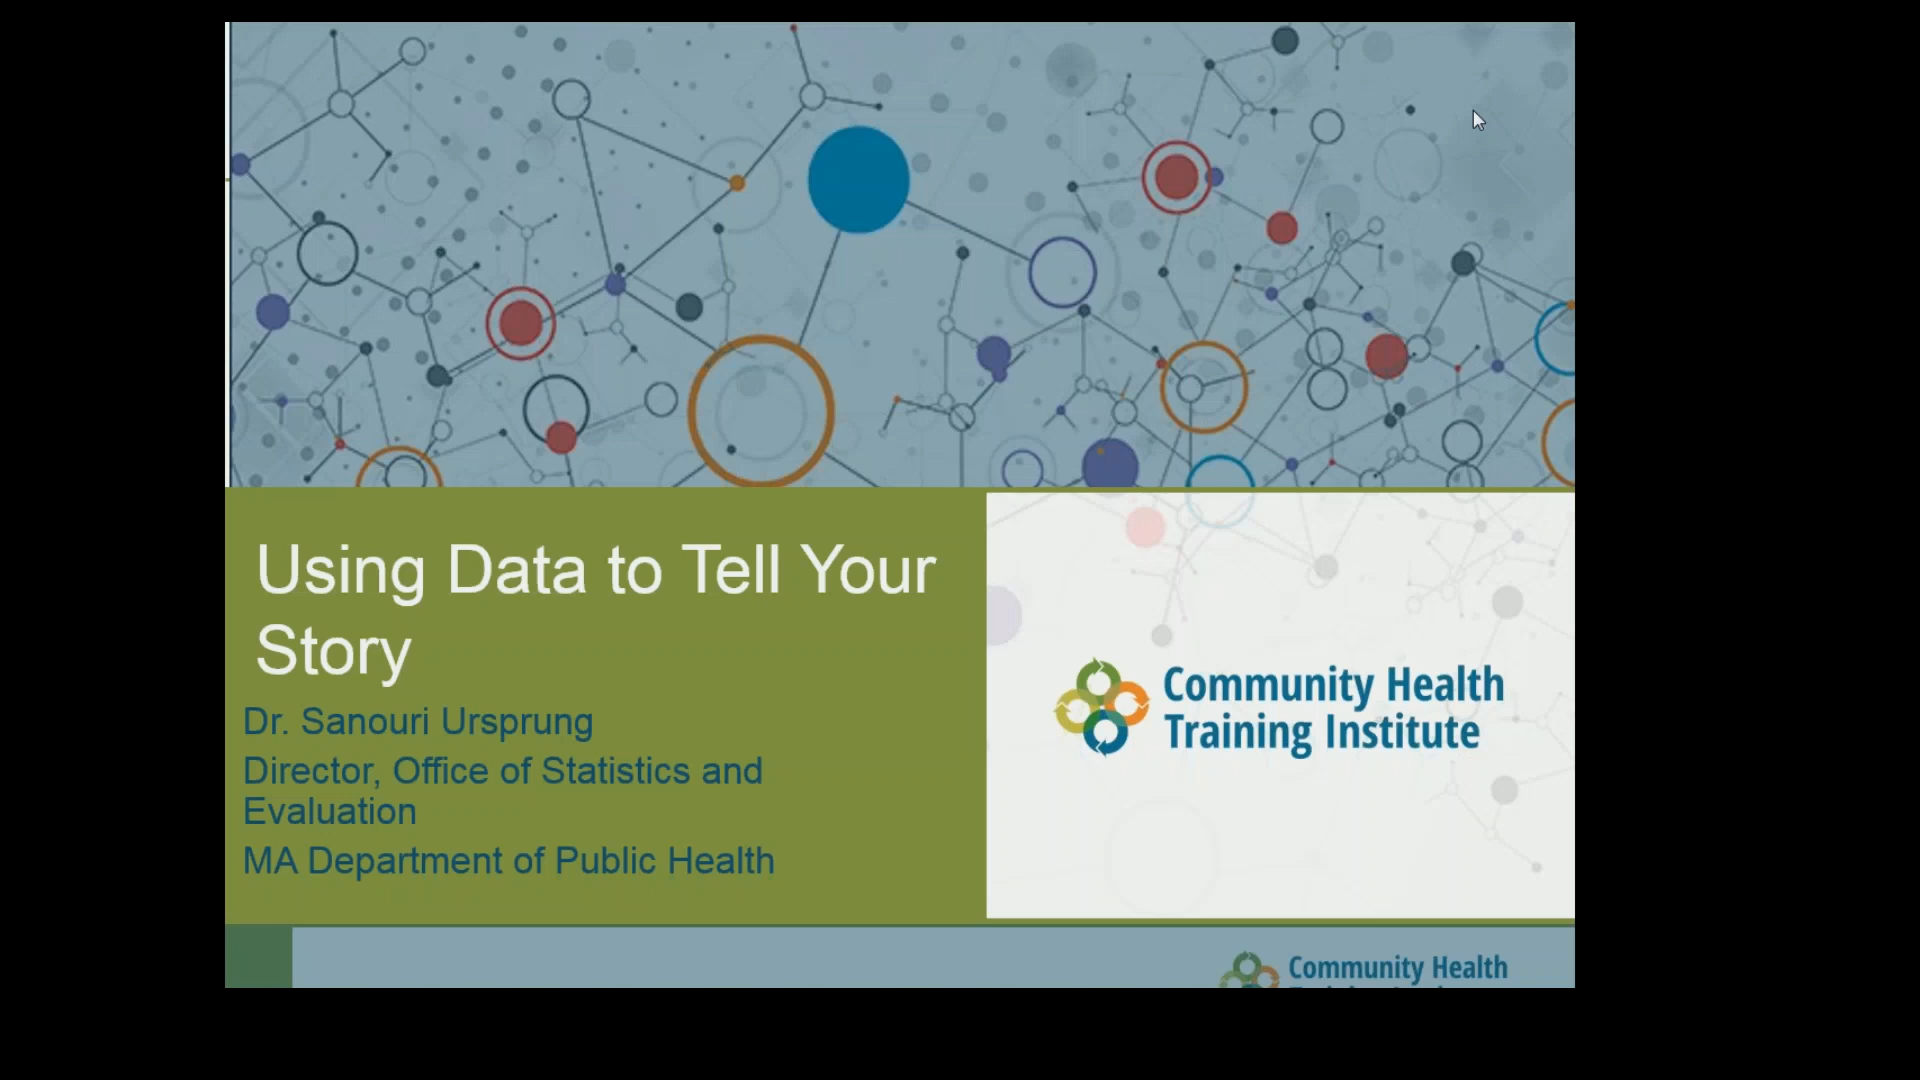 Using Data to Tell Your
Story
Dr. Sanouri Ursprung
Director, Office of Statistics and
Evaluation
MA Department of Public Health
Community Health
Training Institute
Community Health